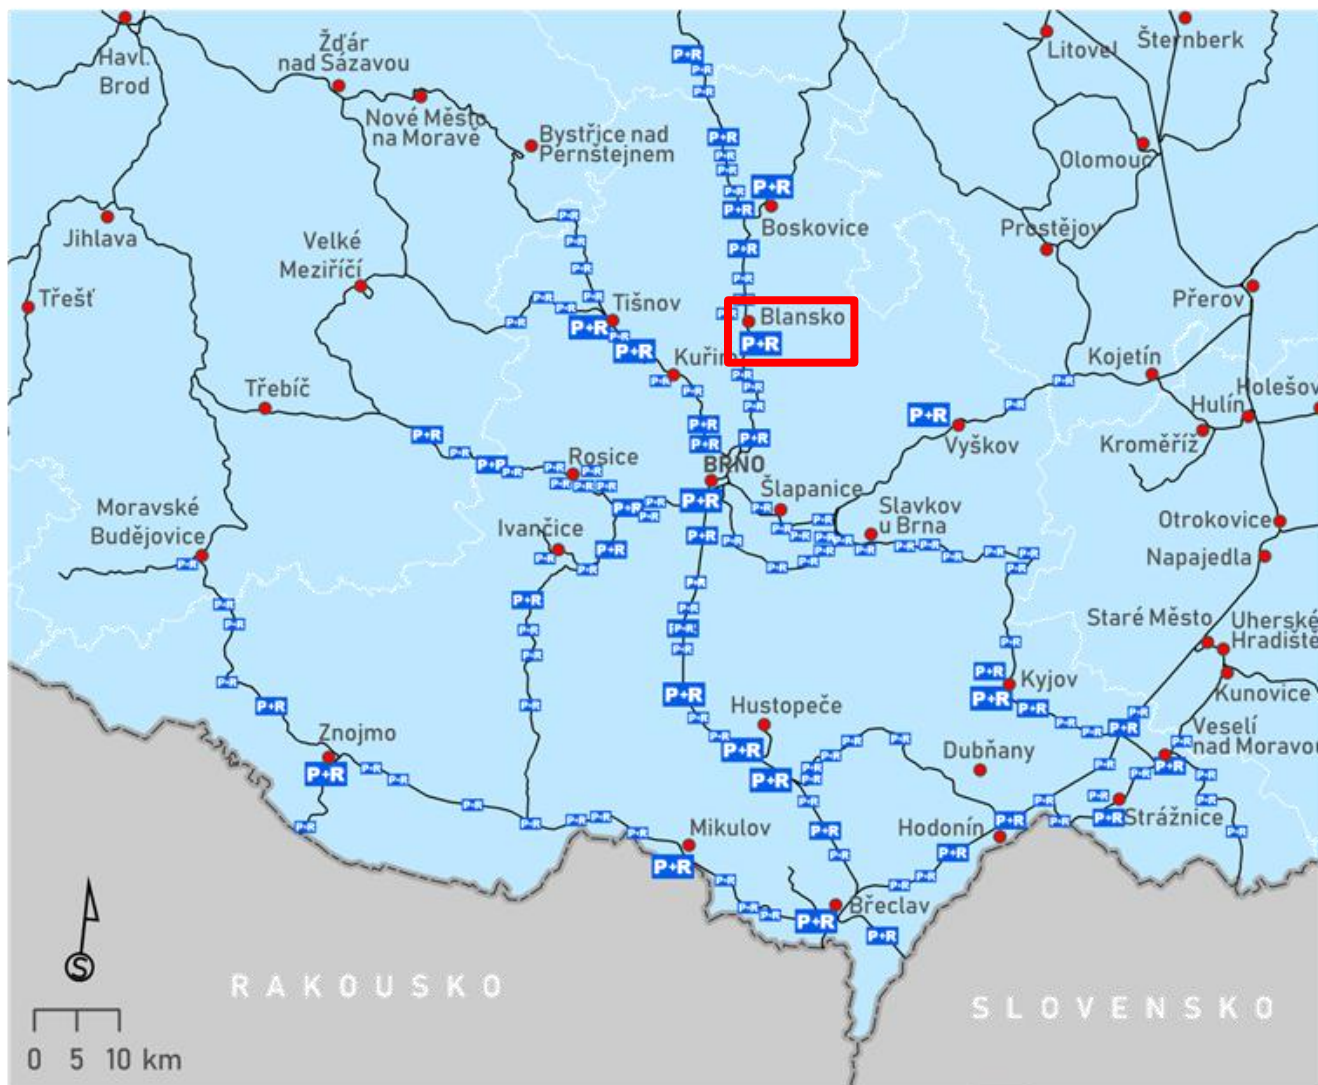 Havl.
Brod
Žďár
nad Sázavou
Nové Město
na Moravě
Bystřice nad
Pernštejnem
Litovel
Šternberk
Olomouc
Prostějov
Přerov
Jihlava
Třešť
Velké
Meziříčí
Tišnov
Boskovice
P+R
Blansko
P+R
P+R
P+R
Kuřim
Kojetín
Holešov
Hulín
Kroměříž
Třebíč
P+R
Vyškov
P+R
Rosice
BRNO
P+R
Šlapanice
Slavkov
u Brna
Otrokovice
Napajedla
Moravské
Budějovice
Ivančice
P+R
P+R
P+R
Staré Město
Uherské
Hradiště
Kunovice
Kyjov
P+R
P+R
P+R
Hustopeče
P+R
P+R
Znojmo
P+R
P+R
Dubňany
Veselí
nad Moravou
P+R
Strážnice
P+R
Hodonín
P+R
P+R
Mikulov
P+R
Břeclav
P+R
P+R
S
RAKOUSKO
SLOVENSKO
0 5 10 km